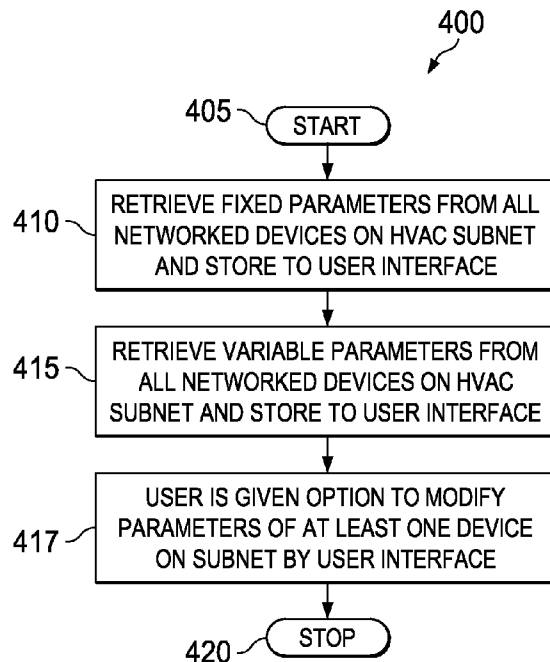 400
405
START
410
RETRIEVE FIXED PARAMETERS FROM ALL
NETWORKED DEVICES ON HVAC SUBNET
AND STORE TO USER INTERFACE
415
RETRIEVE VARIABLE PARAMETERS FROM
ALL NETWORKED DEVICES ON HVAC
SUBNET AND STORE TO USER INTERFACE
417
USER IS GIVEN OPTION TO MODIFY
PARAMETERS OF AT LEAST ONE DEVICE
ON SUBNET BY USER INTERFACE
420
STOP